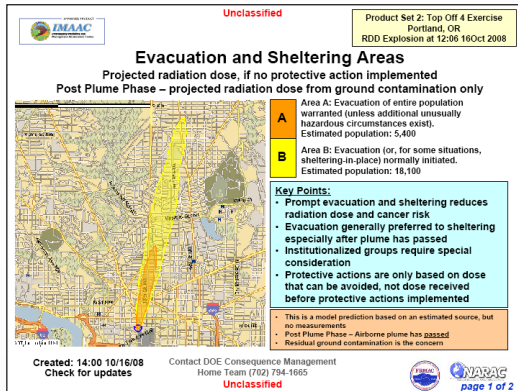 Unclassified
IMAAC
Product Set 2: Top Off 4 Exercise
Portland, OR
RDD Explosion at 12:06 16Oct 2008
Evacuation and Sheltering Areas
Projected radiation dose, if no protective action implemented
Post Plume Phase – projected radiation dose from ground contamination only
A
Area A: Evacuation of entire population
warranted (unless additional unusually
hazardous circumstances exist).
Estimated population: 5,400
B
Area B: Evacuation (or, for some situations,
sheltering-in-place) normally initiated.
Estimated population: 18,100
Key Points:
• Prompt evacuation and sheltering reduces
radiation dose and cancer risk
• Evacuation generally preferred to sheltering
especially after plume has passed
• Institutionalized groups require special
consideration
• Protective actions are only based on dose
that can be avoided, not dose received
before protective actions implemented
• This is a model prediction based on an estimated source, but
no measurements
• Post Plume Phase – Airborne plume has passed
• Residual ground contamination is the concern
Created: 14:00 10/16/08
Check for updates
Contact DOE Consequence Management
Home Team (702) 794-1665
Unclassified
FRMAC
NARAC
page 1 of 2